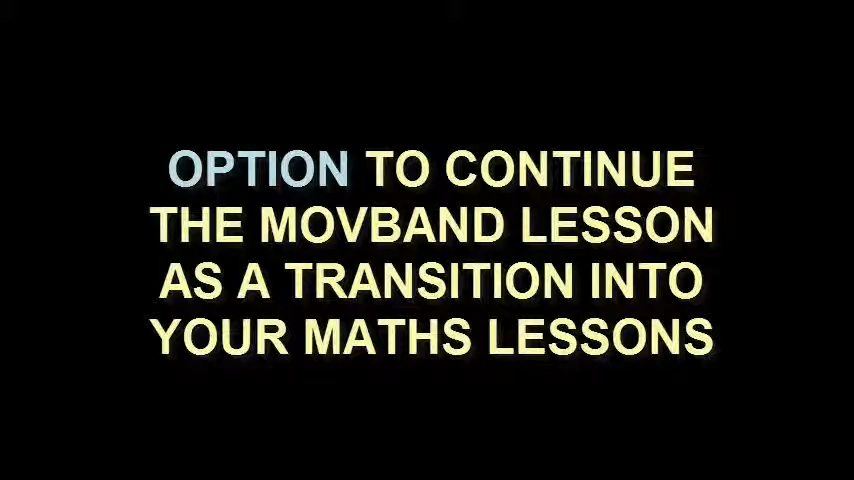 OPTION TO CONTINUE
THE MOVBAND LESSON
AS A TRANSITION INTO
YOUR MATHS LESSONS